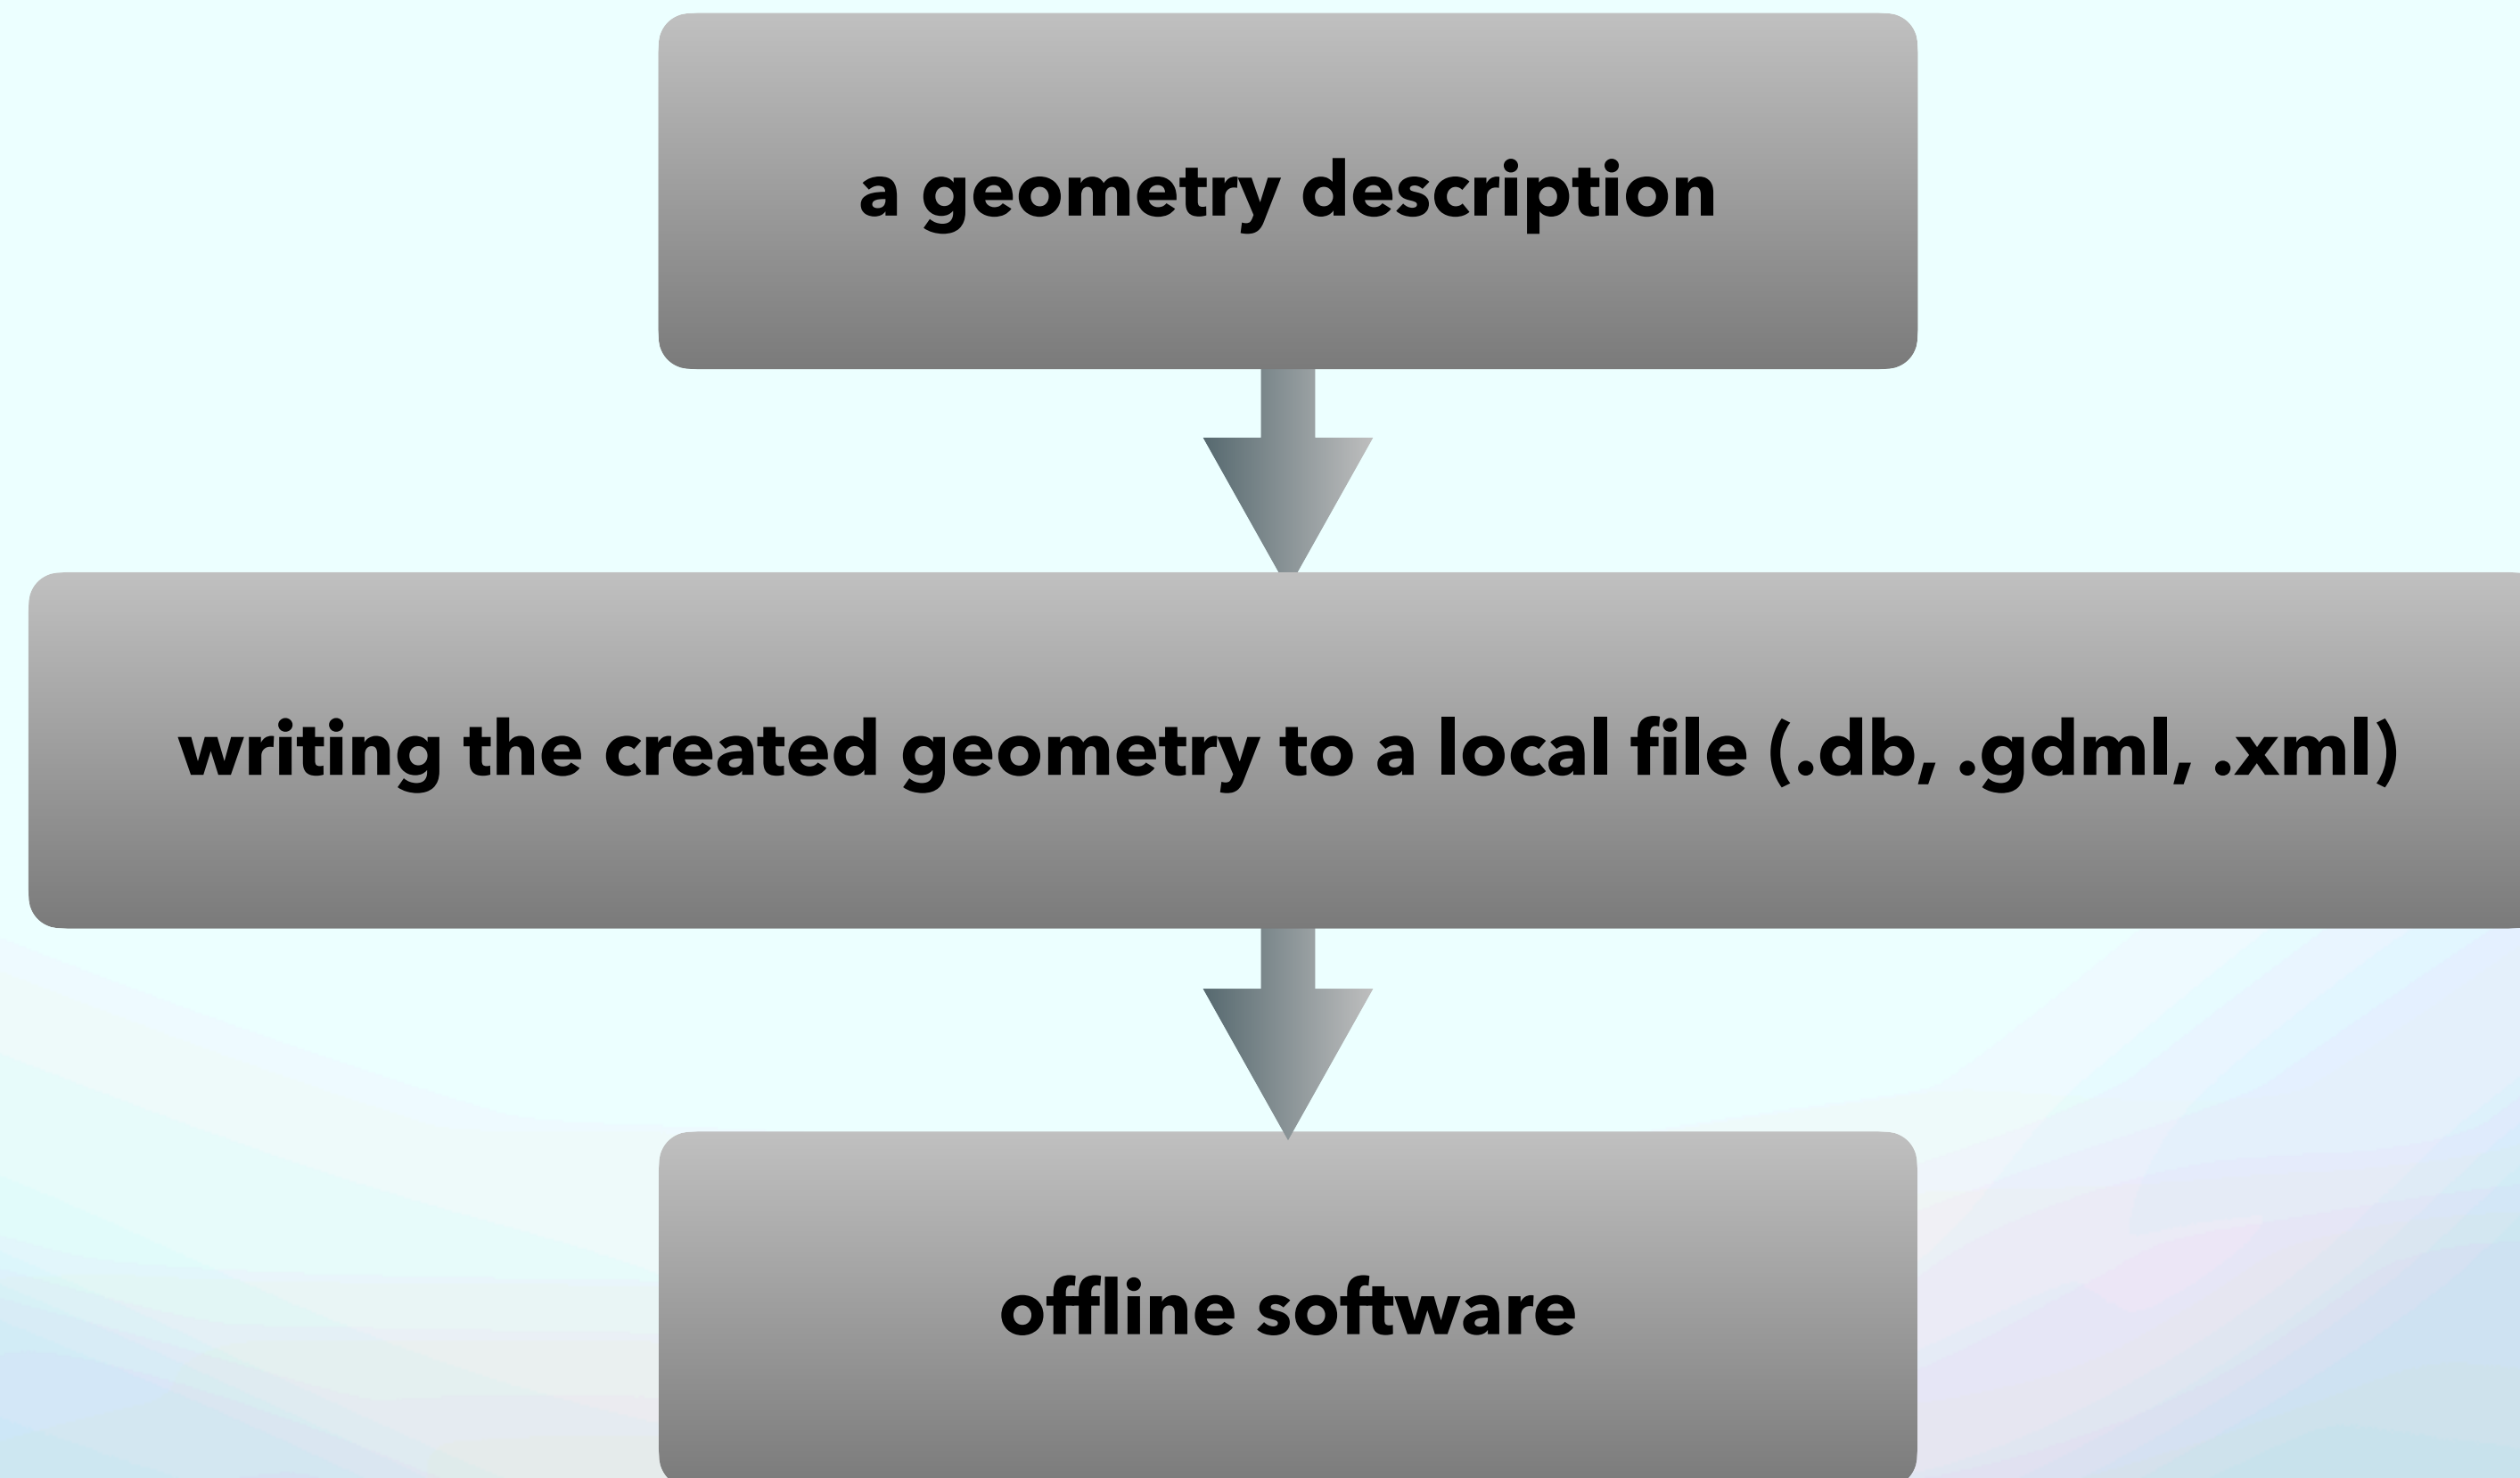 a geometry description
writing the created geometry to a local file (.db, .gdml, .xml)
offline software